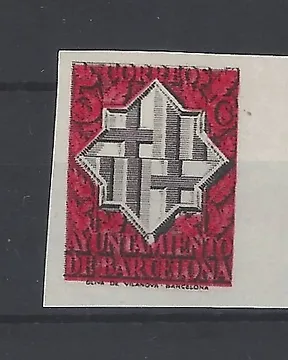 CORREO
5 C
AYUNTAMIENTO
DE BARCELONA
OLIVA DE VILANOVA - BARCELONA